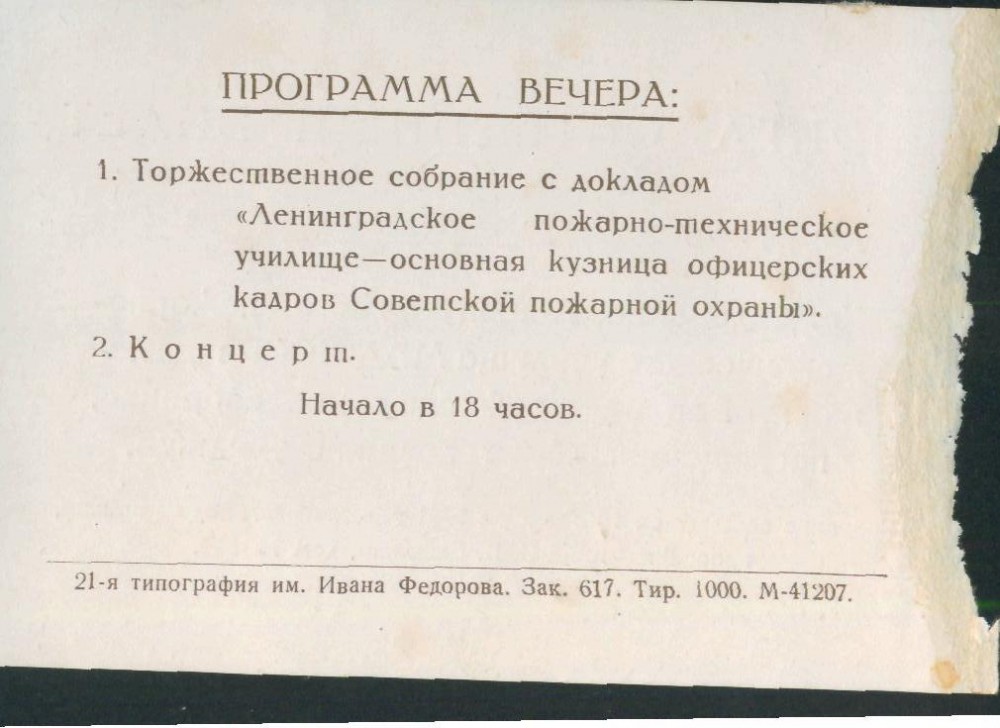 ПРОГРАММА ВЕЧЕРА:
1. Торжественное собрание с докладом
«Ленинградское пожарно-техническое
училище—основная кузница офицерских
кадров Советской пожарной охраны».
2. Концерт.
Начало в 18 часов.
21-я типография им. Ивана Федорова. Зак. 617. Тир. 1000. М-41207.